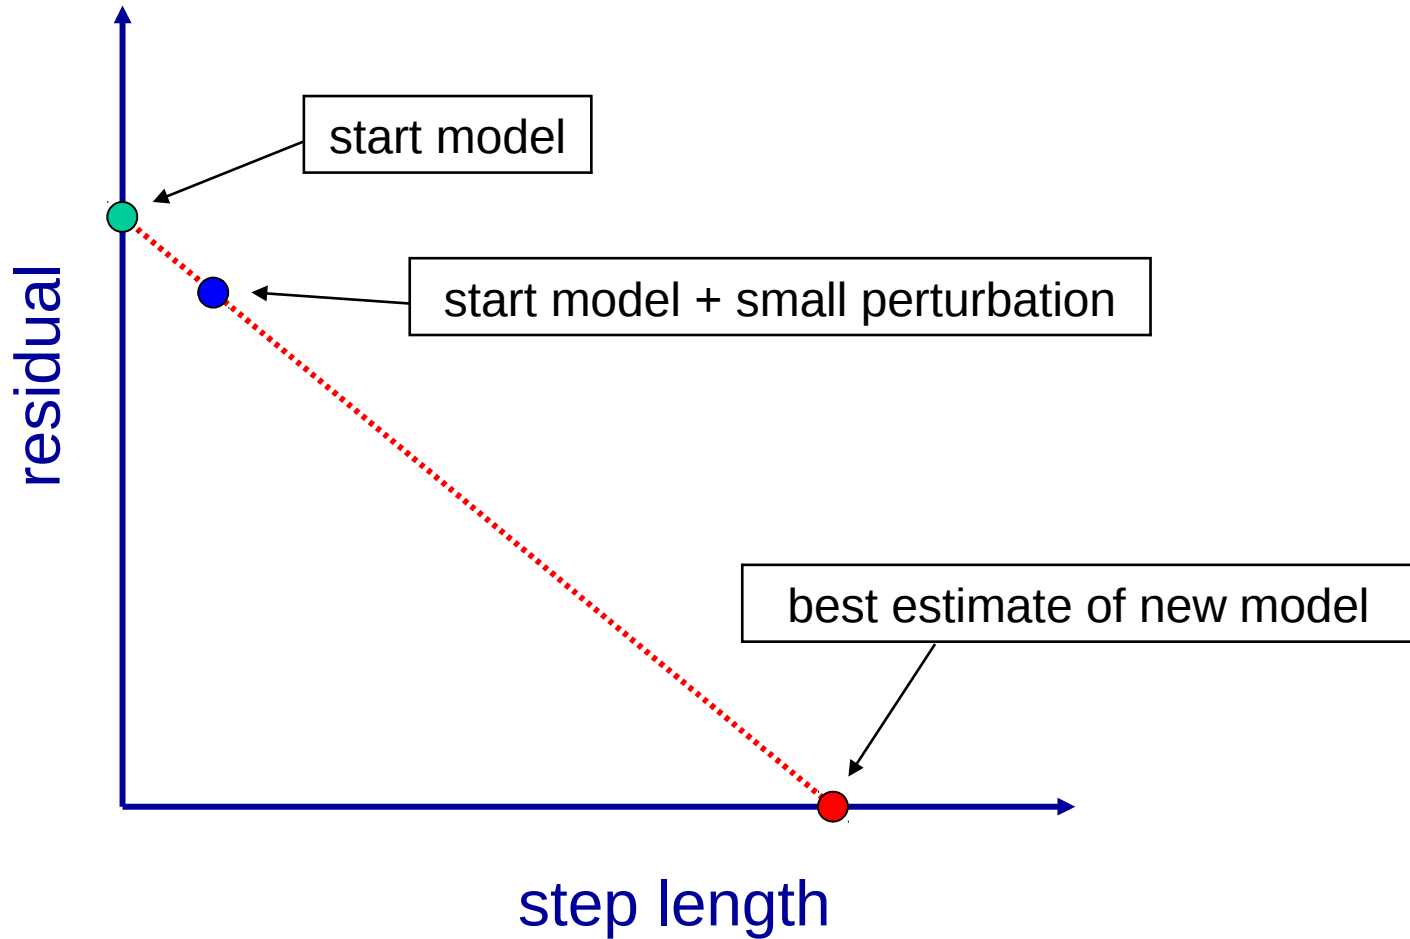 start model
start model + small perturbation
residual
best estimate of new model
step length